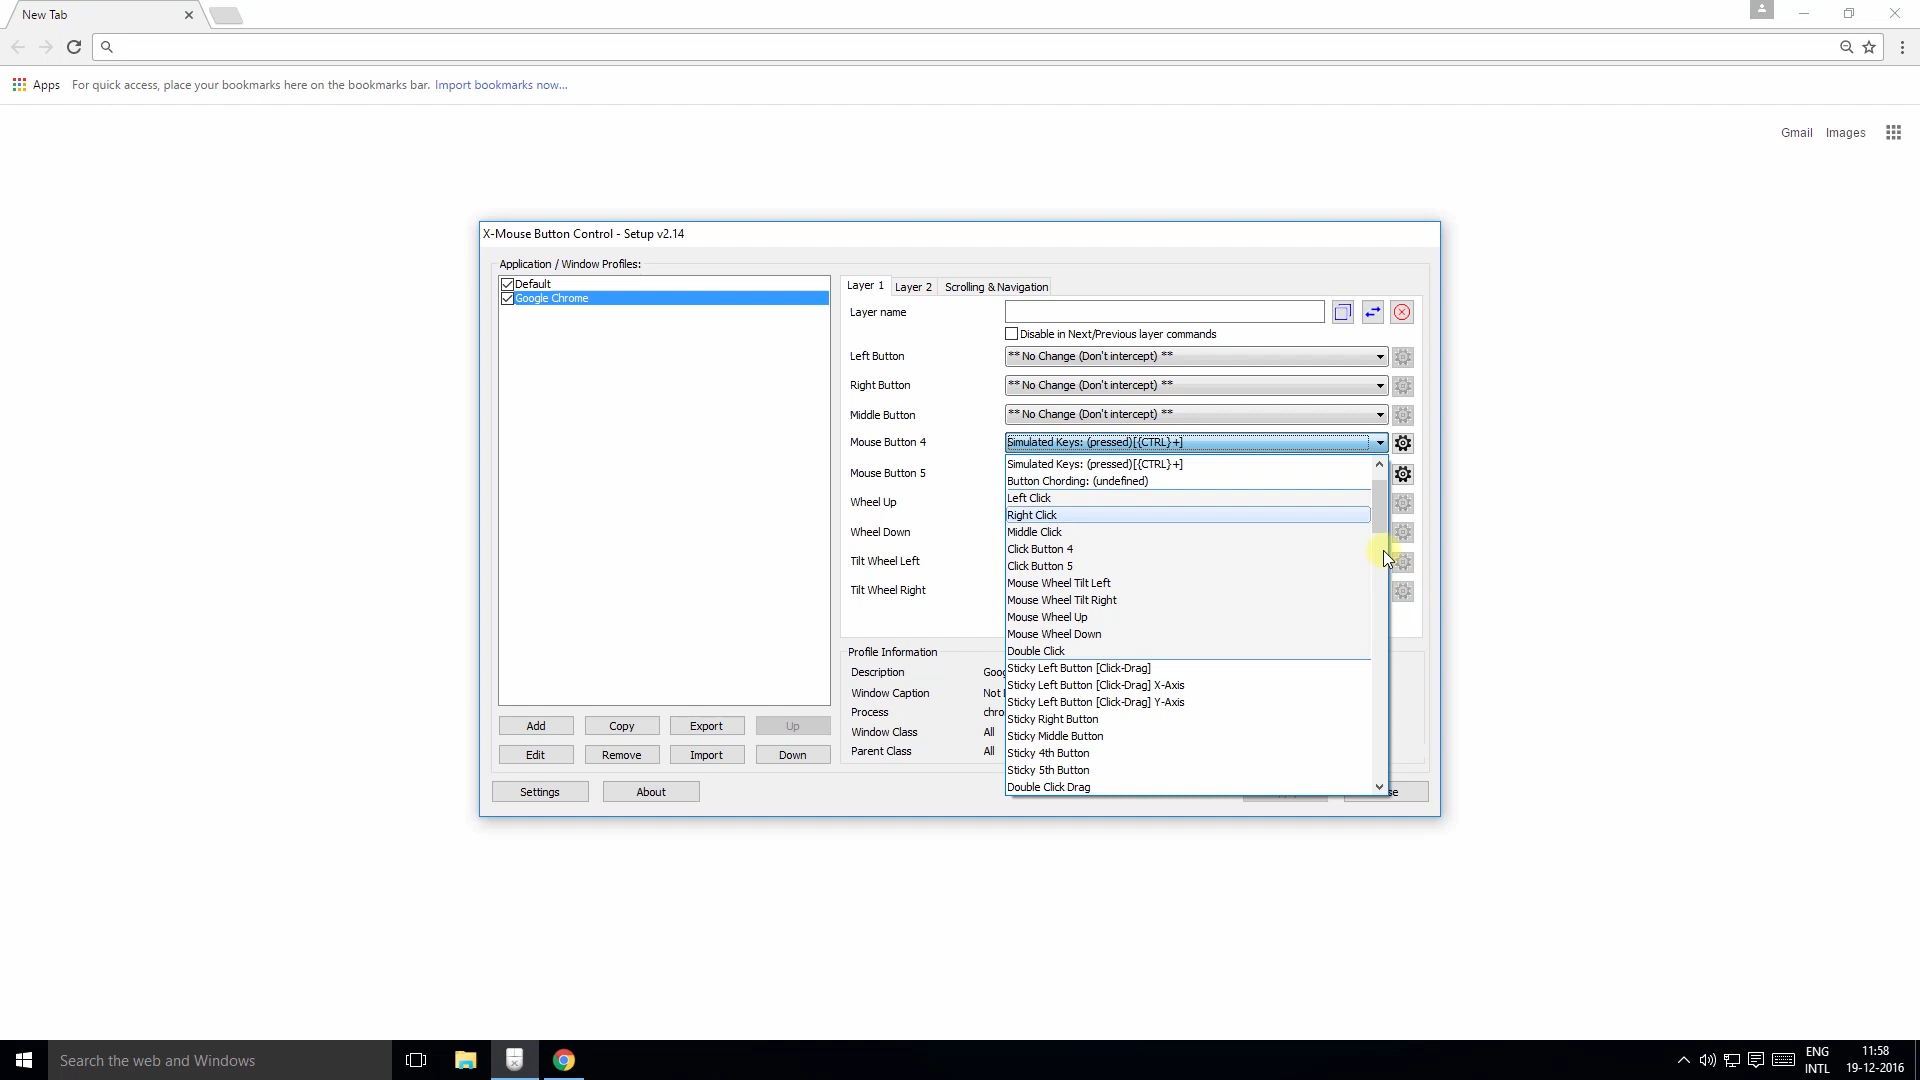 New Tab
Apps For quick access, place your bookmarks here on the bookmarks bar. Import bookmarks now...
Gmail Images
X-Mouse Button Control - Setup v2.14
Application / Window Profiles:
Default
Google Chrome
Layer 1 Layer 2 Scrolling & Navigation
Layer name
Disable in Next/Previous layer commands
Left Button ** No Change (Don't intercept) **
Right Button ** No Change (Don't intercept) **
Middle Button ** No Change (Don't intercept) **
Mouse Button 4 Simulated Keys: (pressed)[{CTRL}+]
Mouse Button 5
Wheel Up
Wheel Down
Tilt Wheel Left
Tilt Wheel Right
Simulated Keys: (pressed)[{CTRL}+]
Button Chording: (undefined)
Left Click
Right Click
Middle Click
Click Button 4
Click Button 5
Mouse Wheel Tilt Left
Mouse Wheel Tilt Right
Mouse Wheel Up
Mouse Wheel Down
Double Click
Sticky Left Button [Click-Drag]
Sticky Left Button [Click-Drag] X-Axis
Sticky Left Button [Click-Drag] Y-Axis
Sticky Right Button
Sticky Middle Button
Sticky 4th Button
Sticky 5th Button
Double Click Drag
Profile Information
Description Goo
Window Caption Not
Process chro
Window Class All
Parent Class All
Add Copy Export Up
Edit Remove Import Down
Settings About
se
Search the web and Windows
ENG
INTL
11:58
19-12-2016